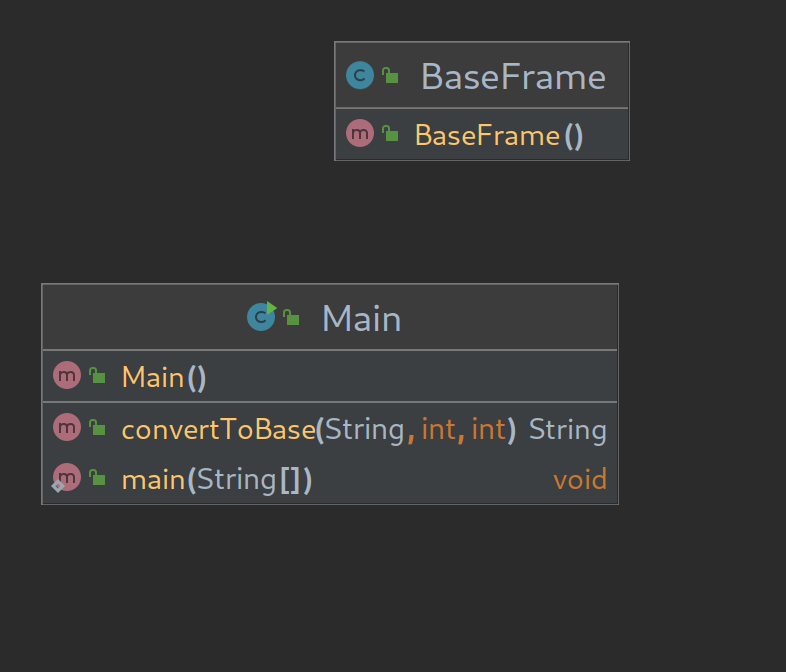 C BaseFrame
m BaseFrame()
C Main
m Main()
m convertToBase(String, int, int) String
m main(String[]) void